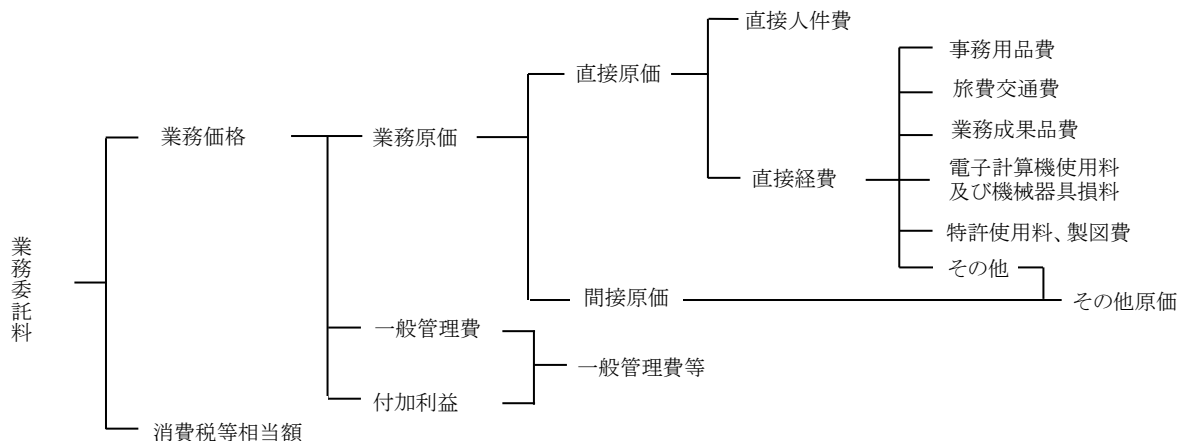 直接人件費
事務用品費
直接原価
旅費交通費
業務価格
業務原価
業務成果品費
電子計算機使用料
及び機械器具損料
直接経費
特許使用料、製図費
業務委託料
その他
間接原価
その他原価
一般管理費
一般管理費等
付加利益
消費税等相当額